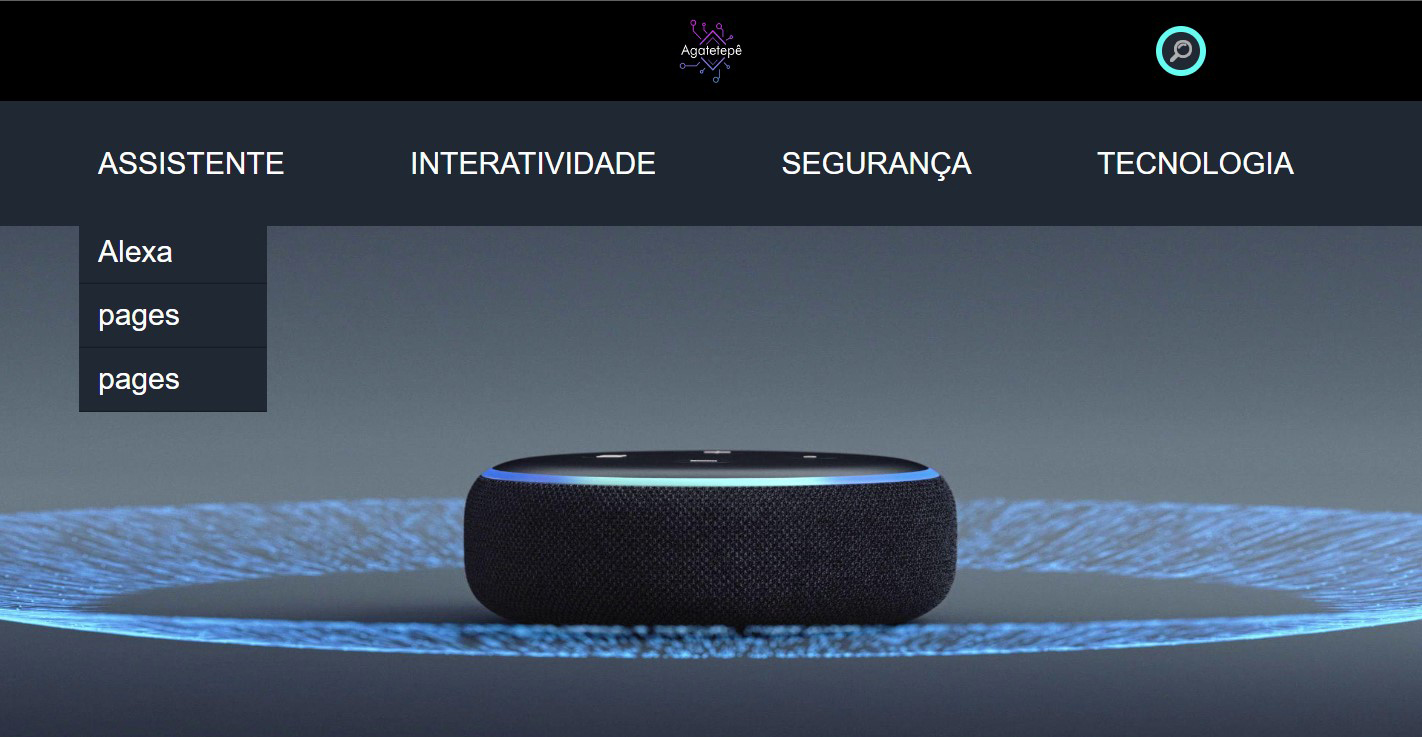 Agatetepê
ASSISTENTE INTERATIVIDADE SEGURANÇA TECNOLOGIA
Alexa
pages
pages